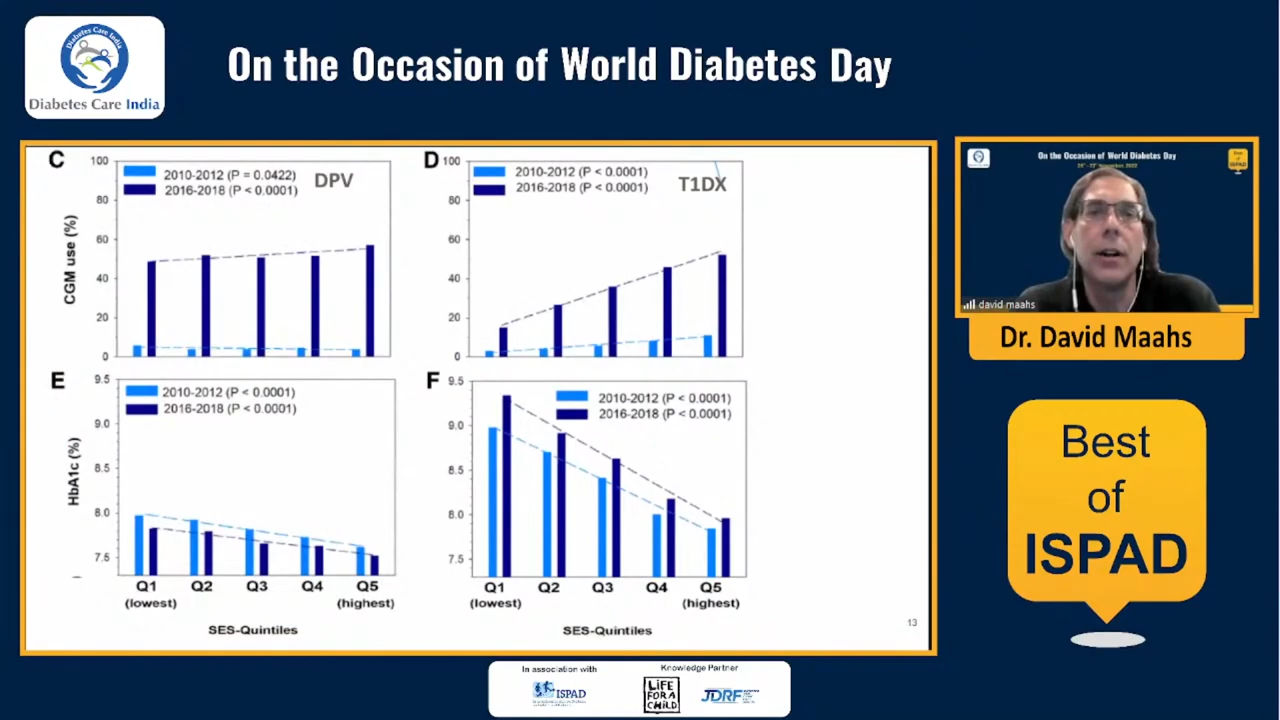 Diabetes Care India
Diabetes Care India
On the Occasion of World Diabetes Day
C
100
80
60
40
20
0
CGM use (%)
2010-2012 (P = 0.0422)
2016-2018 (P < 0.0001)
DPV
D
100
80
60
40
20
0
2010-2012 (P < 0.0001)
2016-2018 (P < 0.0001)
T1DX
E
9.5
9.0
8.5
8.0
7.5
HbA1c (%)
2010-2012 (P < 0.0001)
2016-2018 (P < 0.0001)
Q1 Q2 Q3 Q4 Q5
(lowest) (highest)
SES-Quintiles
F
9.5
9.0
8.5
8.0
7.5
2010-2012 (P < 0.0001)
2016-2018 (P < 0.0001)
Q1 Q2 Q3 Q4 Q5
(lowest) (highest)
SES-Quintiles
13
On the Occasion of World Diabetes Day
Best
of
ISPAD
david maahs
Dr. David Maahs
Best
of
ISPAD
In association with
ISPAD
Knowledge Partner
LiFE
FOR A
CHiLD
JDRF